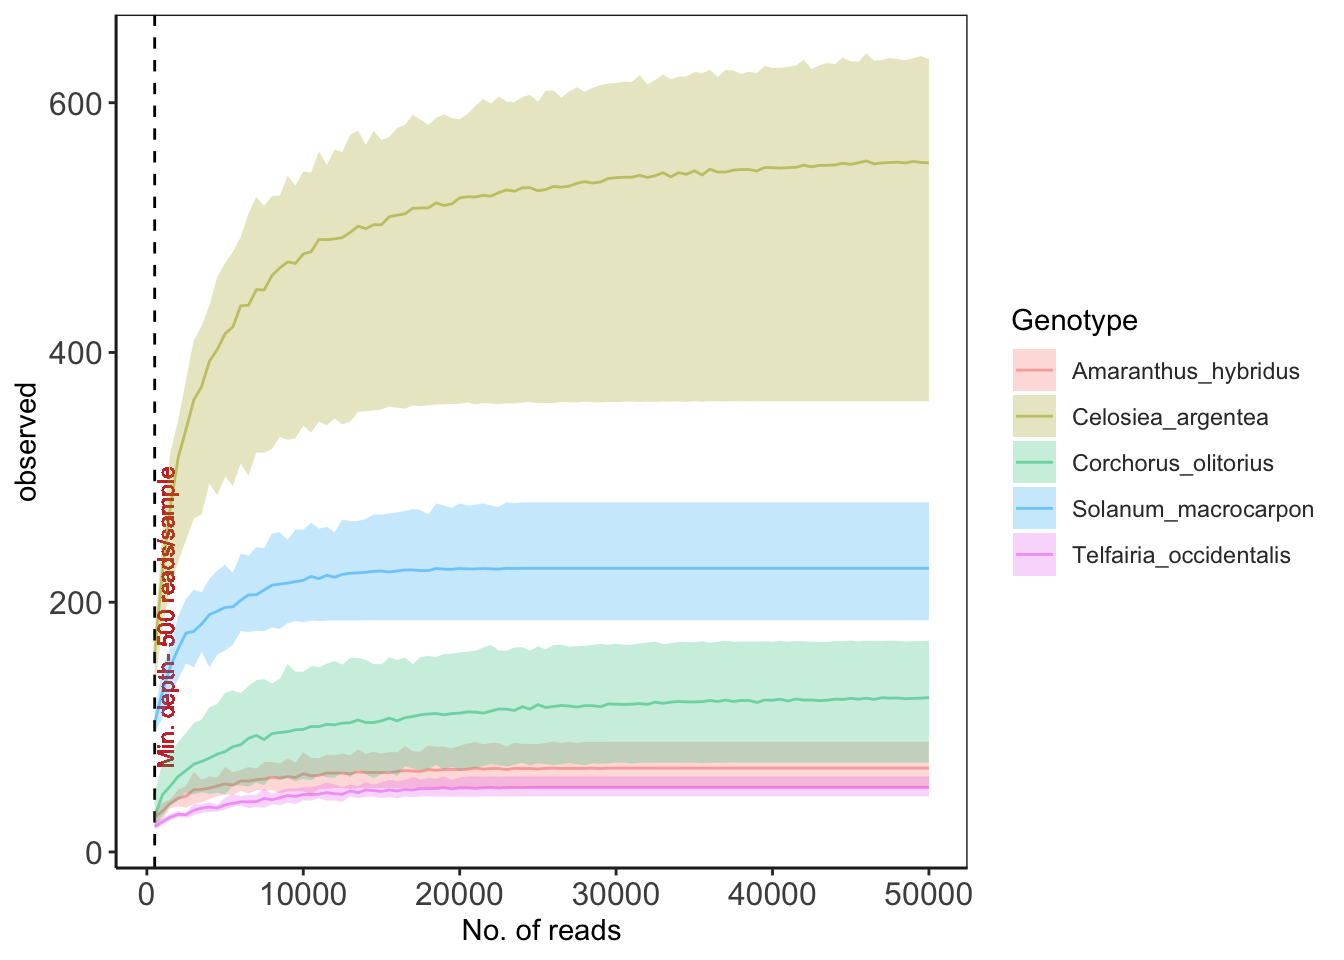 600
400
200
0
observed
Min. depth- 500 reads/sample
0 10000 20000 30000 40000 50000
No. of reads
Genotype
Amaranthus_hybridus
Celosiea_argentea
Corchorus_olitorius
Solanum_macrocarpon
Telfairia_occidentalis